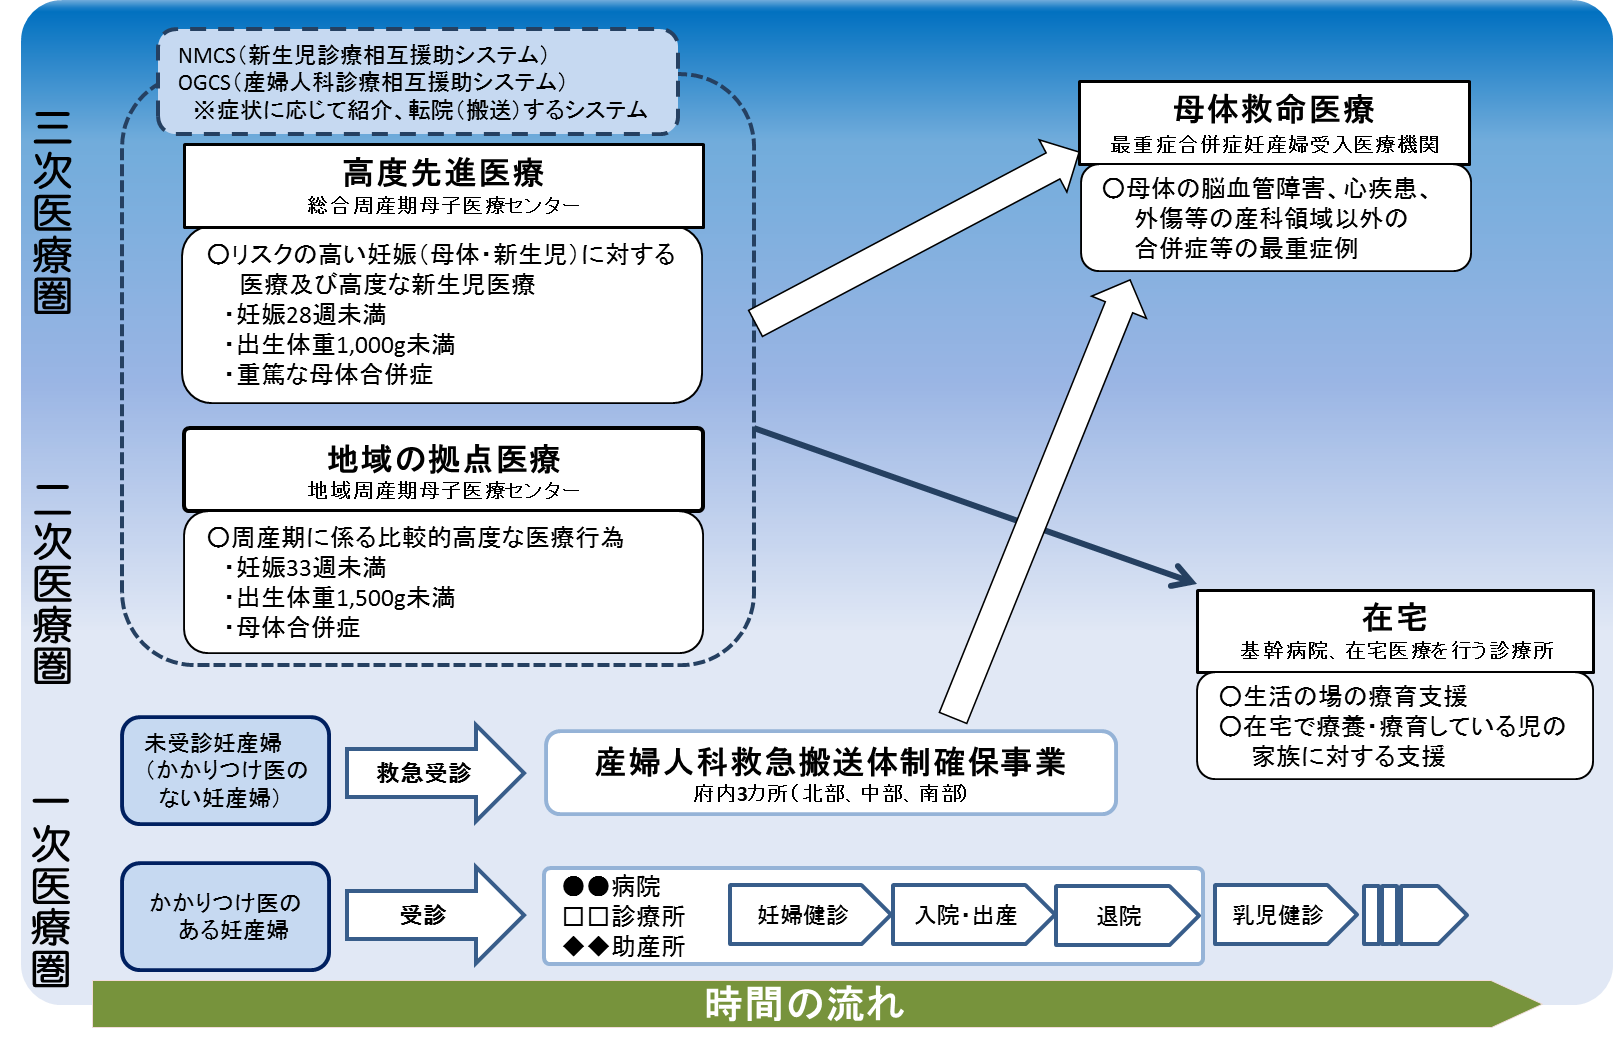 NMCS（新生児診療相互援助システム）
OGCS（産婦人科診療相互援助システム）
※症状に応じて紹介、転院（搬送）するシステム
三次医療圏
高度先進医療
総合周産期母子医療センター
○リスクの高い妊娠（母体・新生児）に対する
医療及び高度な新生児医療
・妊娠28週未満
・出生体重1,000g未満
・重篤な母体合併症
母体救命医療
最重症合併症妊産婦受入医療機関
○母体の脳血管障害、心疾患、
外傷等の産科領域以外の
合併症等の最重症例
二次医療圏
地域の拠点医療
地域周産期母子医療センター
○周産期に係る比較的高度な医療行為
・妊娠33週未満
・出生体重1,500g未満
・母体合併症
在宅
基幹病院、在宅医療を行う診療所
○生活の場の療育支援
○在宅で療養・療育している児の
家族に対する支援
一次医療圏
未受診妊産婦
（かかりつけ医の
ない妊産婦）
救急受診
産婦人科救急搬送体制確保事業
府内3カ所（北部、中部、南部）
かかりつけ医の
ある妊産婦
受診
●●病院
□□診療所
◆◆助産所
妊婦健診
入院・出産
退院
乳児健診
時間の流れ